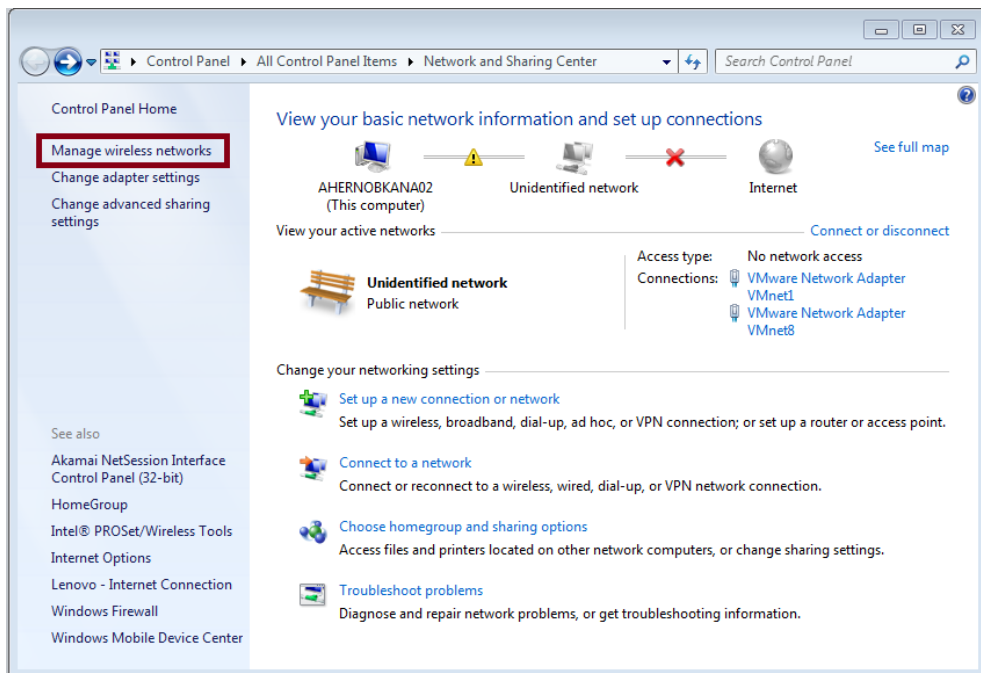 Control Panel All Control Panel Items Network and Sharing Center Search Control Panel
Control Panel Home
Manage wireless networks
Change adapter settings
Change advanced sharing
settings
View your basic network information and set up connections
See full map
AHERNOBKANA02
(This computer)
Unidentified network
Internet
View your active networks
Connect or disconnect
Unidentified network
Public network
Access type: No network access
Connections: VMware Network Adapter
VMnet1
VMware Network Adapter
VMnet8
Change your networking settings
Set up a new connection or network
Set up a wireless, broadband, dial-up, ad hoc, or VPN connection; or set up a router or access point.
Connect to a network
Connect or reconnect to a wireless, wired, dial-up, or VPN network connection.
Choose homegroup and sharing options
Access files and printers located on other network computers, or change sharing settings.
Troubleshoot problems
Diagnose and repair network problems, or get troubleshooting information.
See also
Akamai NetSession Interface
Control Panel (32-bit)
HomeGroup
Intel® PROSet/Wireless Tools
Internet Options
Lenovo - Internet Connection
Windows Firewall
Windows Mobile Device Center